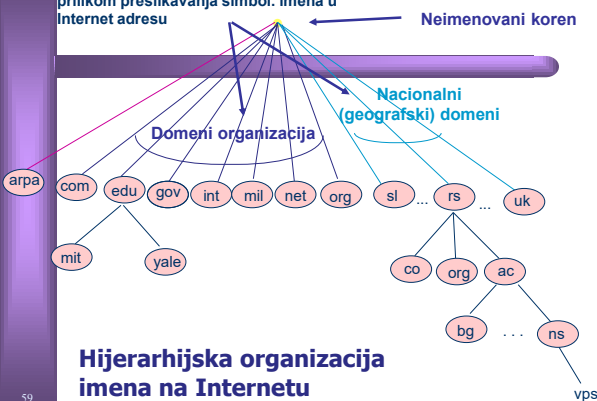 prilikom preslikavanja simbol. imena u
Internet adresu
Neimenovani koren
Nacionalni
(geografski) domeni
Domeni organizacija
arpa com edu gov int mil net org sl ... rs ... uk
mit yale co org ac
bg . . . ns
vps
Hijerarhijska organizacija
imena na Internetu
59